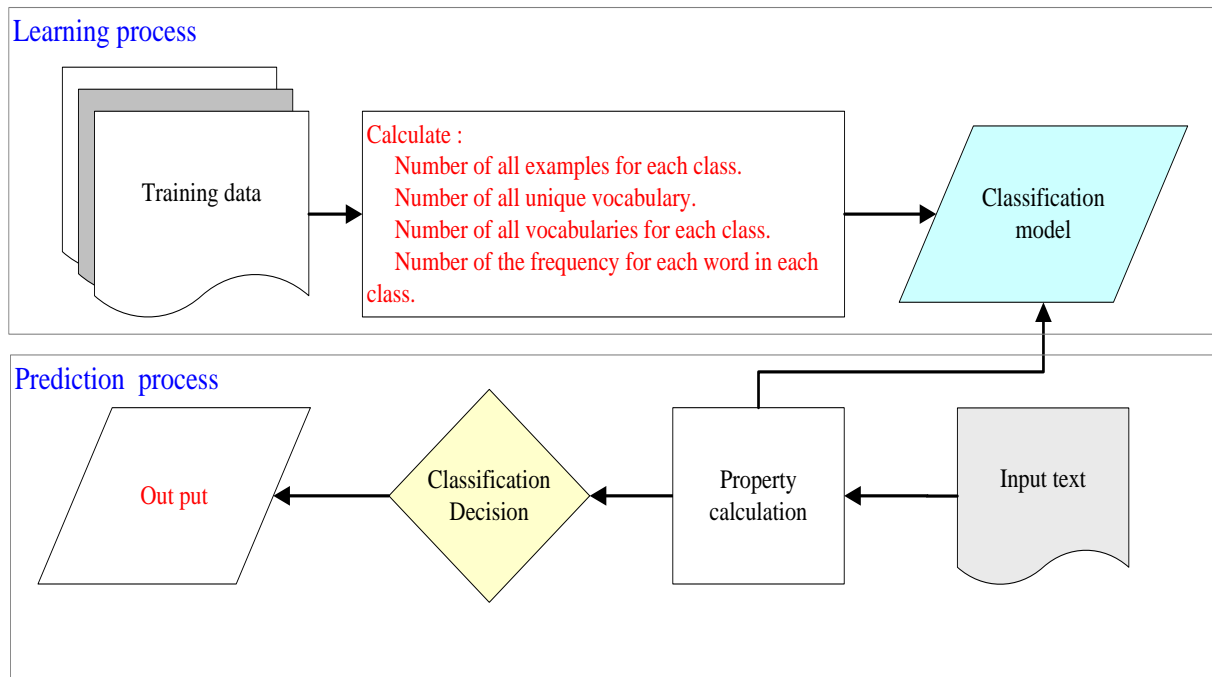 Learning process
Training data
Calculate :
Number of all examples for each class.
Number of all unique vocabulary.
Number of all vocabularies for each class.
Number of the frequency for each word in each
class.
Classification
model
Prediction process
Out put
Classification
Decision
Property
calculation
Input text